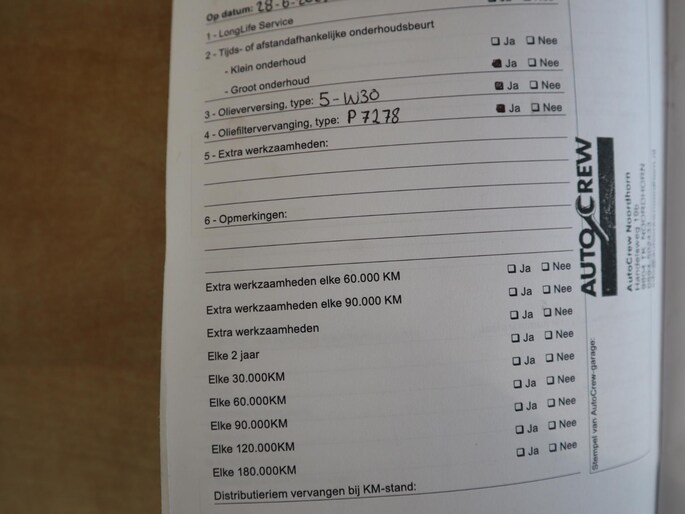 Op datum: 28-6-
1 - LongLife Service
2 - Tijds- of afstandafhankelijke onderhoudsbeurt
- Klein onderhoud Ja Nee
- Groot onderhoud Ja Nee
3 - Olieverversing, type: 5-W30 Ja Nee
4 - Oliefiltervervanging, type: P7278 Ja Nee
5 - Extra werkzaamheden:
6 - Opmerkingen:
Extra werkzaamheden elke 60.000 KM Ja Nee
Extra werkzaamheden elke 90.000 KM Ja Nee
Extra werkzaamheden Ja Nee
Elke 2 jaar Ja Nee
Elke 30.000KM Ja Nee
Elke 60.000KM Ja Nee
Elke 90.000KM Ja Nee
Elke 120.000KM Ja Nee
Elke 180.000KM Ja Nee
Distributieriem vervangen bij KM-stand:
AUTOCREW
AutoCrew Noordhorn
Stempel van AutoCrew-garage: